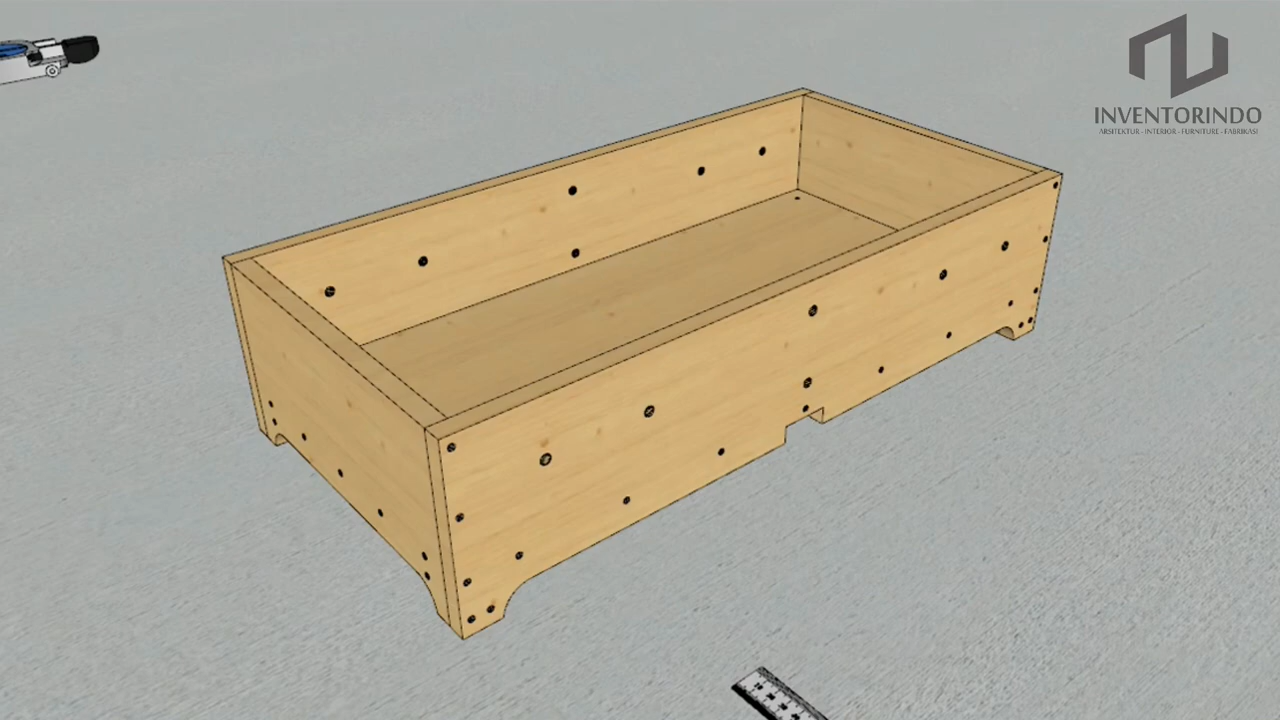 INVENTORINDO
ARSITEKTUR - INTERIOR - FURNITURE - FABRIKASI